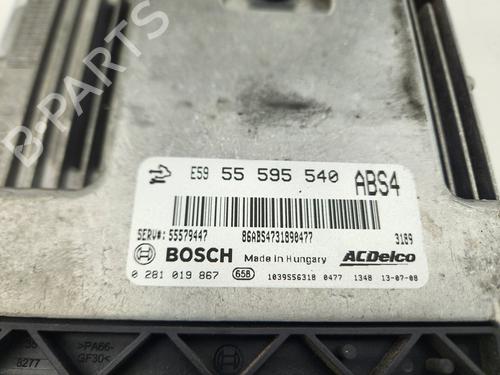 E59 55 595 540 ABS4
SERV#: 55579447 86ABS4731890477 3189
BOSCH Made in Hungary ACDelco
0 281 019 867 658 1039S56318 0477 1348 13-07-08
>PA66-
8277 GF30<